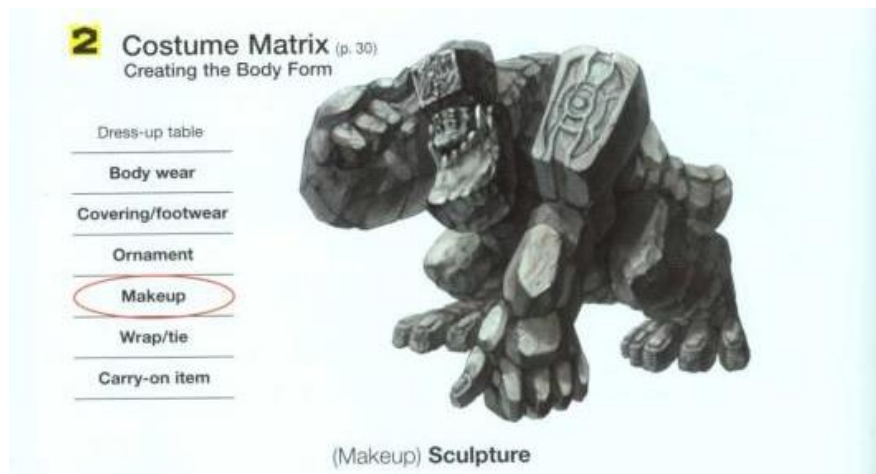 2 Costume Matrix (p. 30)
Creating the Body Form
Dress-up table
Body wear
Covering/footwear
Ornament
Makeup
Wrap/tie
Carry-on item
(Makeup) Sculpture